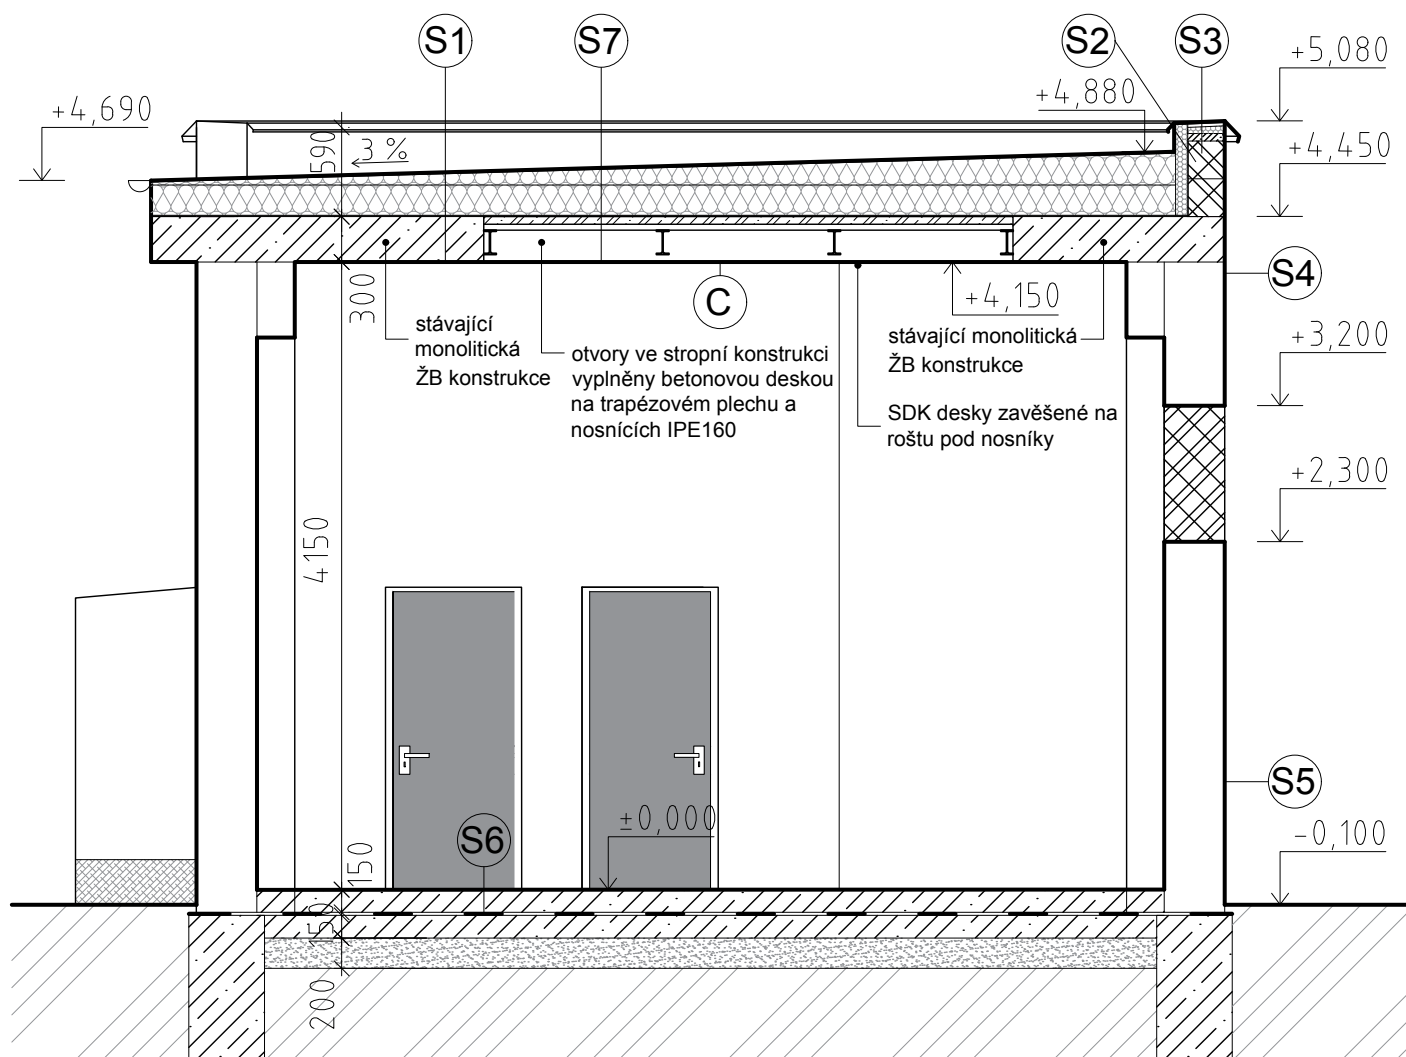 S1
S7
S2
S3
+5,080
+4,690
+4,880
590
3 %
+4,450
S4
300
C
+4,150
stávající
monolitická
ŽB konstrukce
otvory ve stropní konstrukci
vyplněny betonovou deskou
na trapézovém plechu a
nosnících IPE160
stávající monolitická
ŽB konstrukce
SDK desky zavěšené na
roštu pod nosníky
+3,200
+2,300
4150
S5
S6
±0,000
-0,100
150
150
200